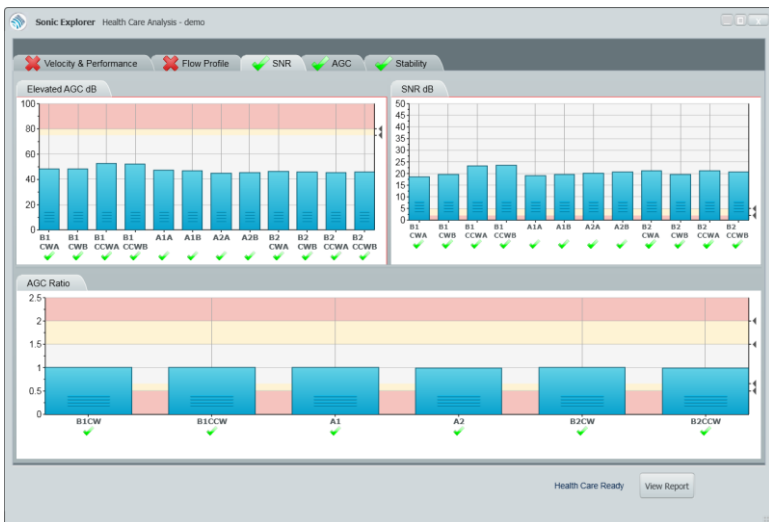 Sonic Explorer Health Care Analysis - demo
Velocity & Performance Flow Profile SNR AGC Stability
Elevated AGC dB
100
80
60
40
20
0
B1 CWA B1 CWB B1 CCWA B1 CCWB A1A A1B A2A A2B B2 CWA B2 CWB B2 CCWA B2 CCWB
SNR dB
50
45
40
35
30
25
20
15
10
5
0
B1 CWA B1 CWB B1 CCWA B1 CCWB A1A A1B A2A A2B B2 CWA B2 CWB B2 CCWA B2 CCWB
AGC Ratio
2.5
2
1.5
1
0.5
0
B1CW B1CCW A1 A2 B2CW B2CCW
Health Care Ready View Report